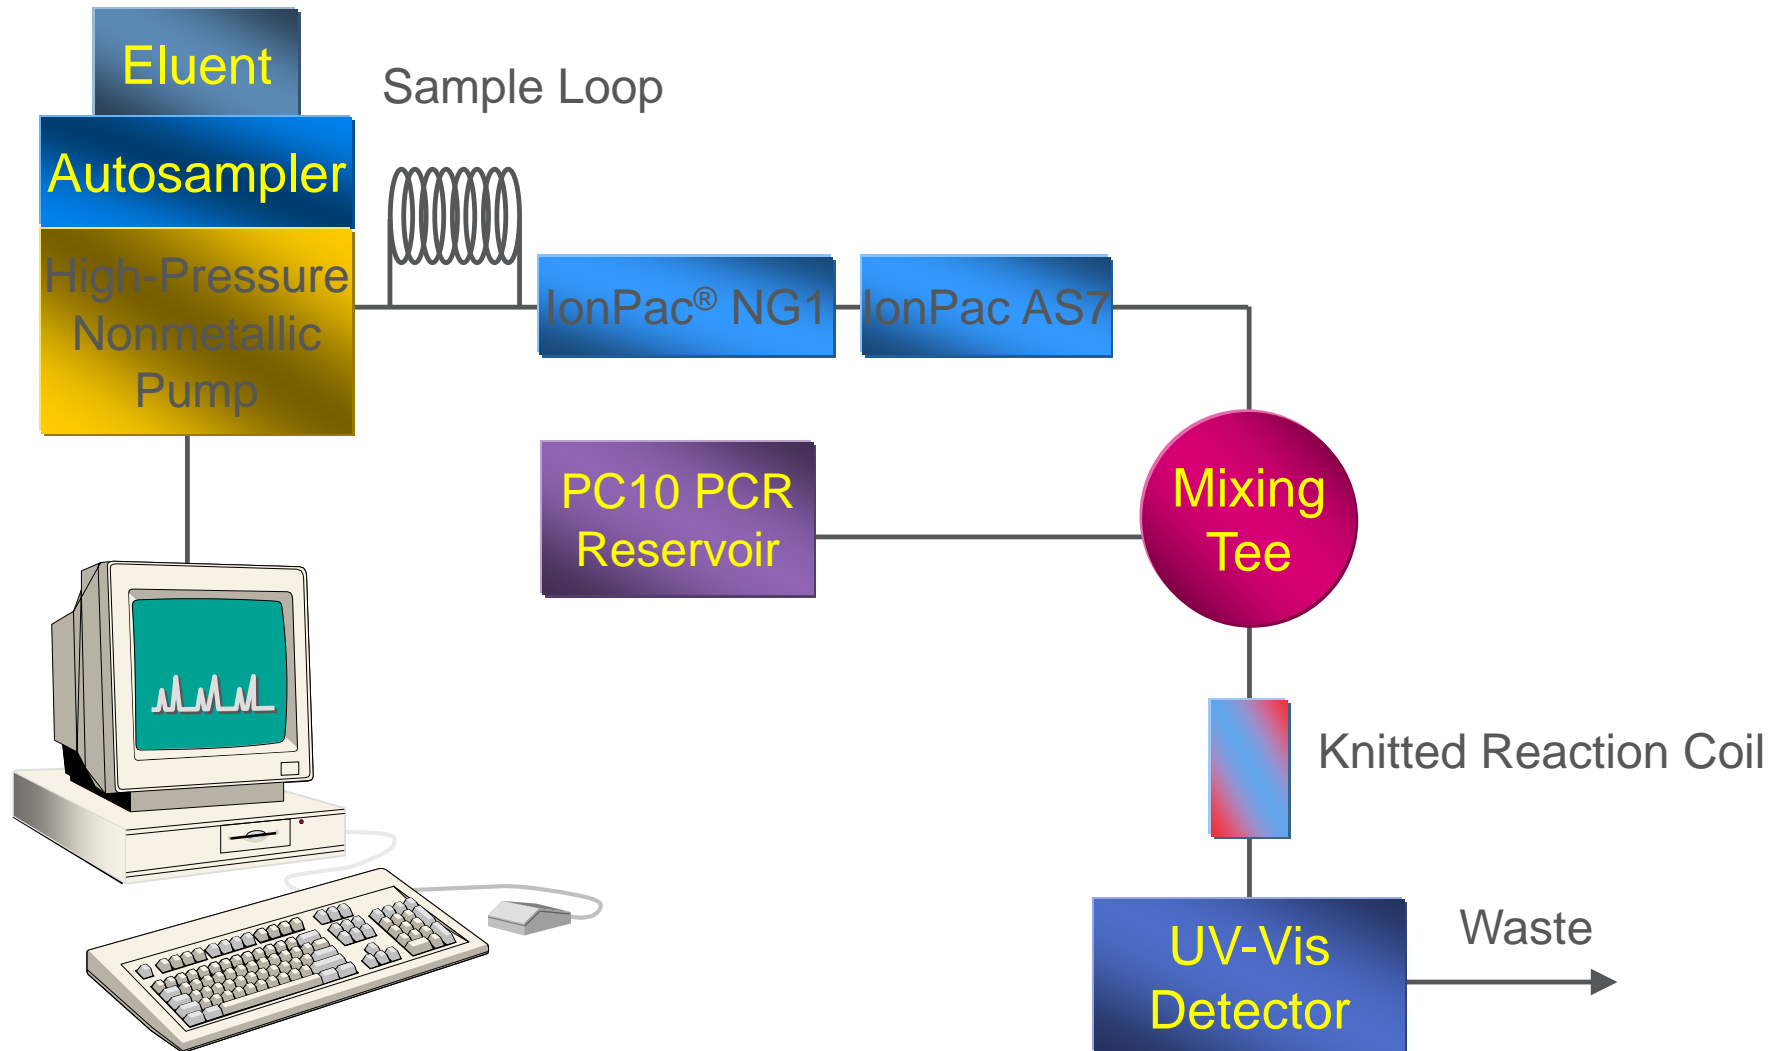 Eluent
Sample Loop
Autosampler
High-Pressure
Nonmetallic
Pump
IonPac® NG1
IonPac AS7
PC10 PCR
Reservoir
Mixing
Tee
Knitted Reaction Coil
UV-Vis
Detector
Waste